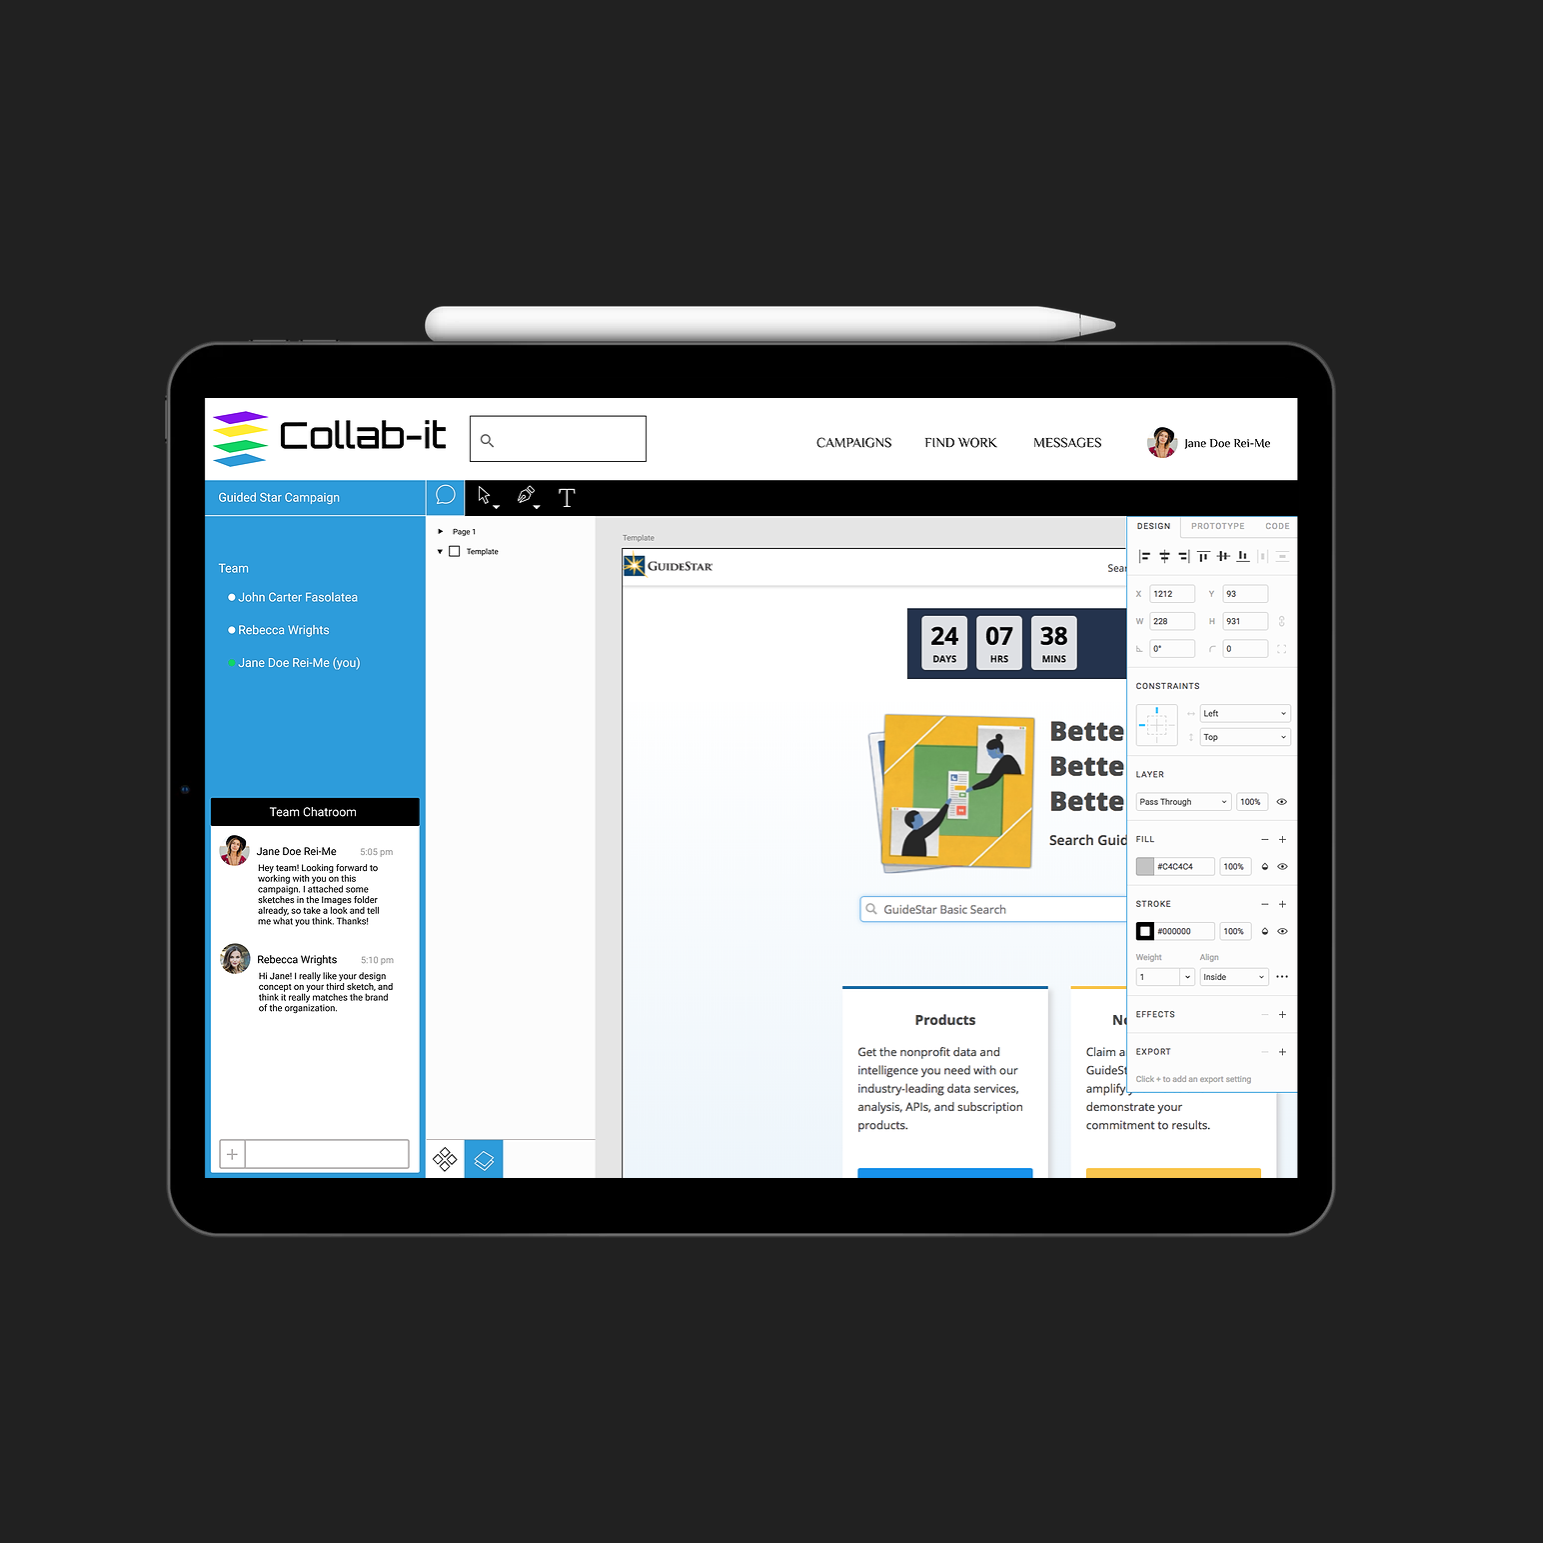 Collab-it
CAMPAIGNS
FIND WORK
MESSAGES
Jane Doe Rei-Me
Guided Star Campaign
T
Team
John Carter Fasolatea
Rebecca Wrights
Jane Doe Rei-Me (you)
Team Chatroom
Jane Doe Rei-Me 5:05 pm
Hey team! Looking forward to
working with you on this
campaign. I attached some
sketches in the Images folder
already, so take a look and tell
me what you think. Thanks!
Rebecca Wrights 5:10 pm
Hi Jane! I really like your design
concept on your third sketch, and
think it really matches the brand
of the organization.
Page 1
Template
Template
GUIDESTAR
Sear
24 07 38
DAYS HRS MINS
Bette
Bette
Bette
Search Guid
GuideStar Basic Search
Products
Get the nonprofit data and
intelligence you need with our
industry-leading data services,
analysis, APIs, and subscription
products.
No
Claim a
GuideSt
amplify
demonstrate your
commitment to results.
DESIGN PROTOTYPE CODE
X 1212 Y 93
W 228 H 931
0° 0
CONSTRAINTS
Left
Top
LAYER
Pass Through 100%
FILL
#C4C4C4 100%
STROKE
#000000 100%
Weight Align
1 Inside
EFFECTS
EXPORT
Click + to add an export setting